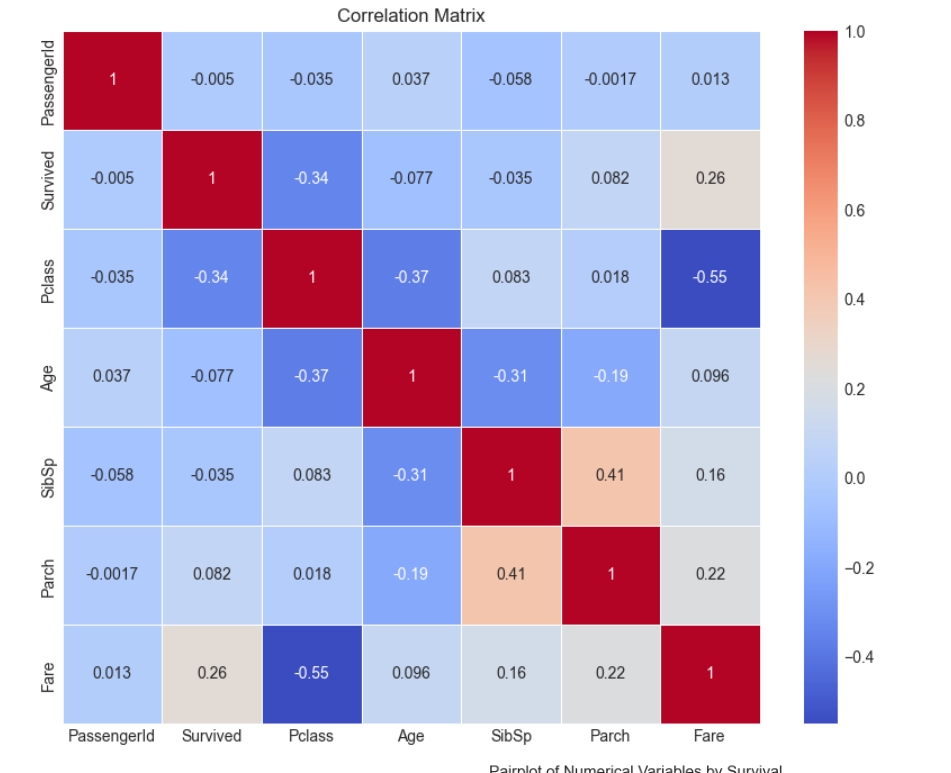 Correlation Matrix
PassengerId 1 -0.005 -0.035 0.037 -0.058 -0.0017 0.013
Survived -0.005 1 -0.34 -0.077 -0.035 0.082 0.26
Pclass -0.035 -0.34 1 -0.37 0.083 0.018 -0.55
Age 0.037 -0.077 -0.37 1 -0.31 -0.19 0.096
SibSp -0.058 -0.035 0.083 -0.31 1 0.41 0.16
Parch -0.0017 0.082 0.018 -0.19 0.41 1 0.22
Fare 0.013 0.26 -0.55 0.096 0.16 0.22 1
PassengerId Survived Pclass Age SibSp Parch Fare
1.0
0.8
0.6
0.4
0.2
0.0
−0.2
−0.4
Pairplot of Numerical Variables by Survival